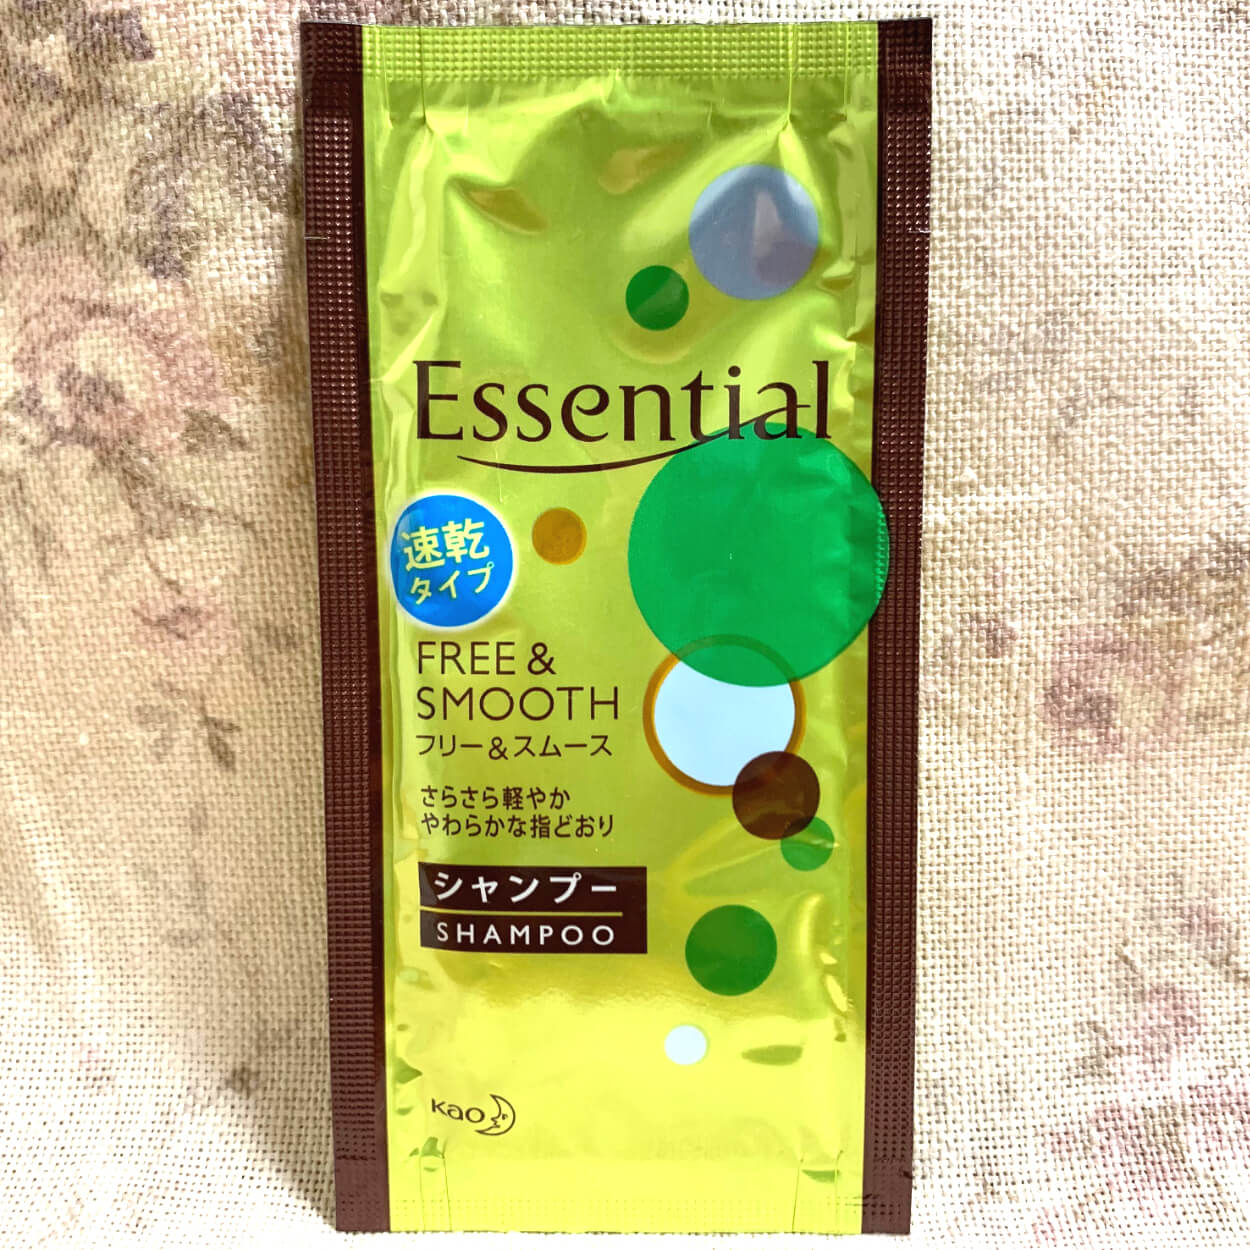 Essential
速乾
タイプ
FREE &
SMOOTH
フリー&スムース
さらさら軽やか
やわらかな指どおり
シャンプー
SHAMPOO
Kao